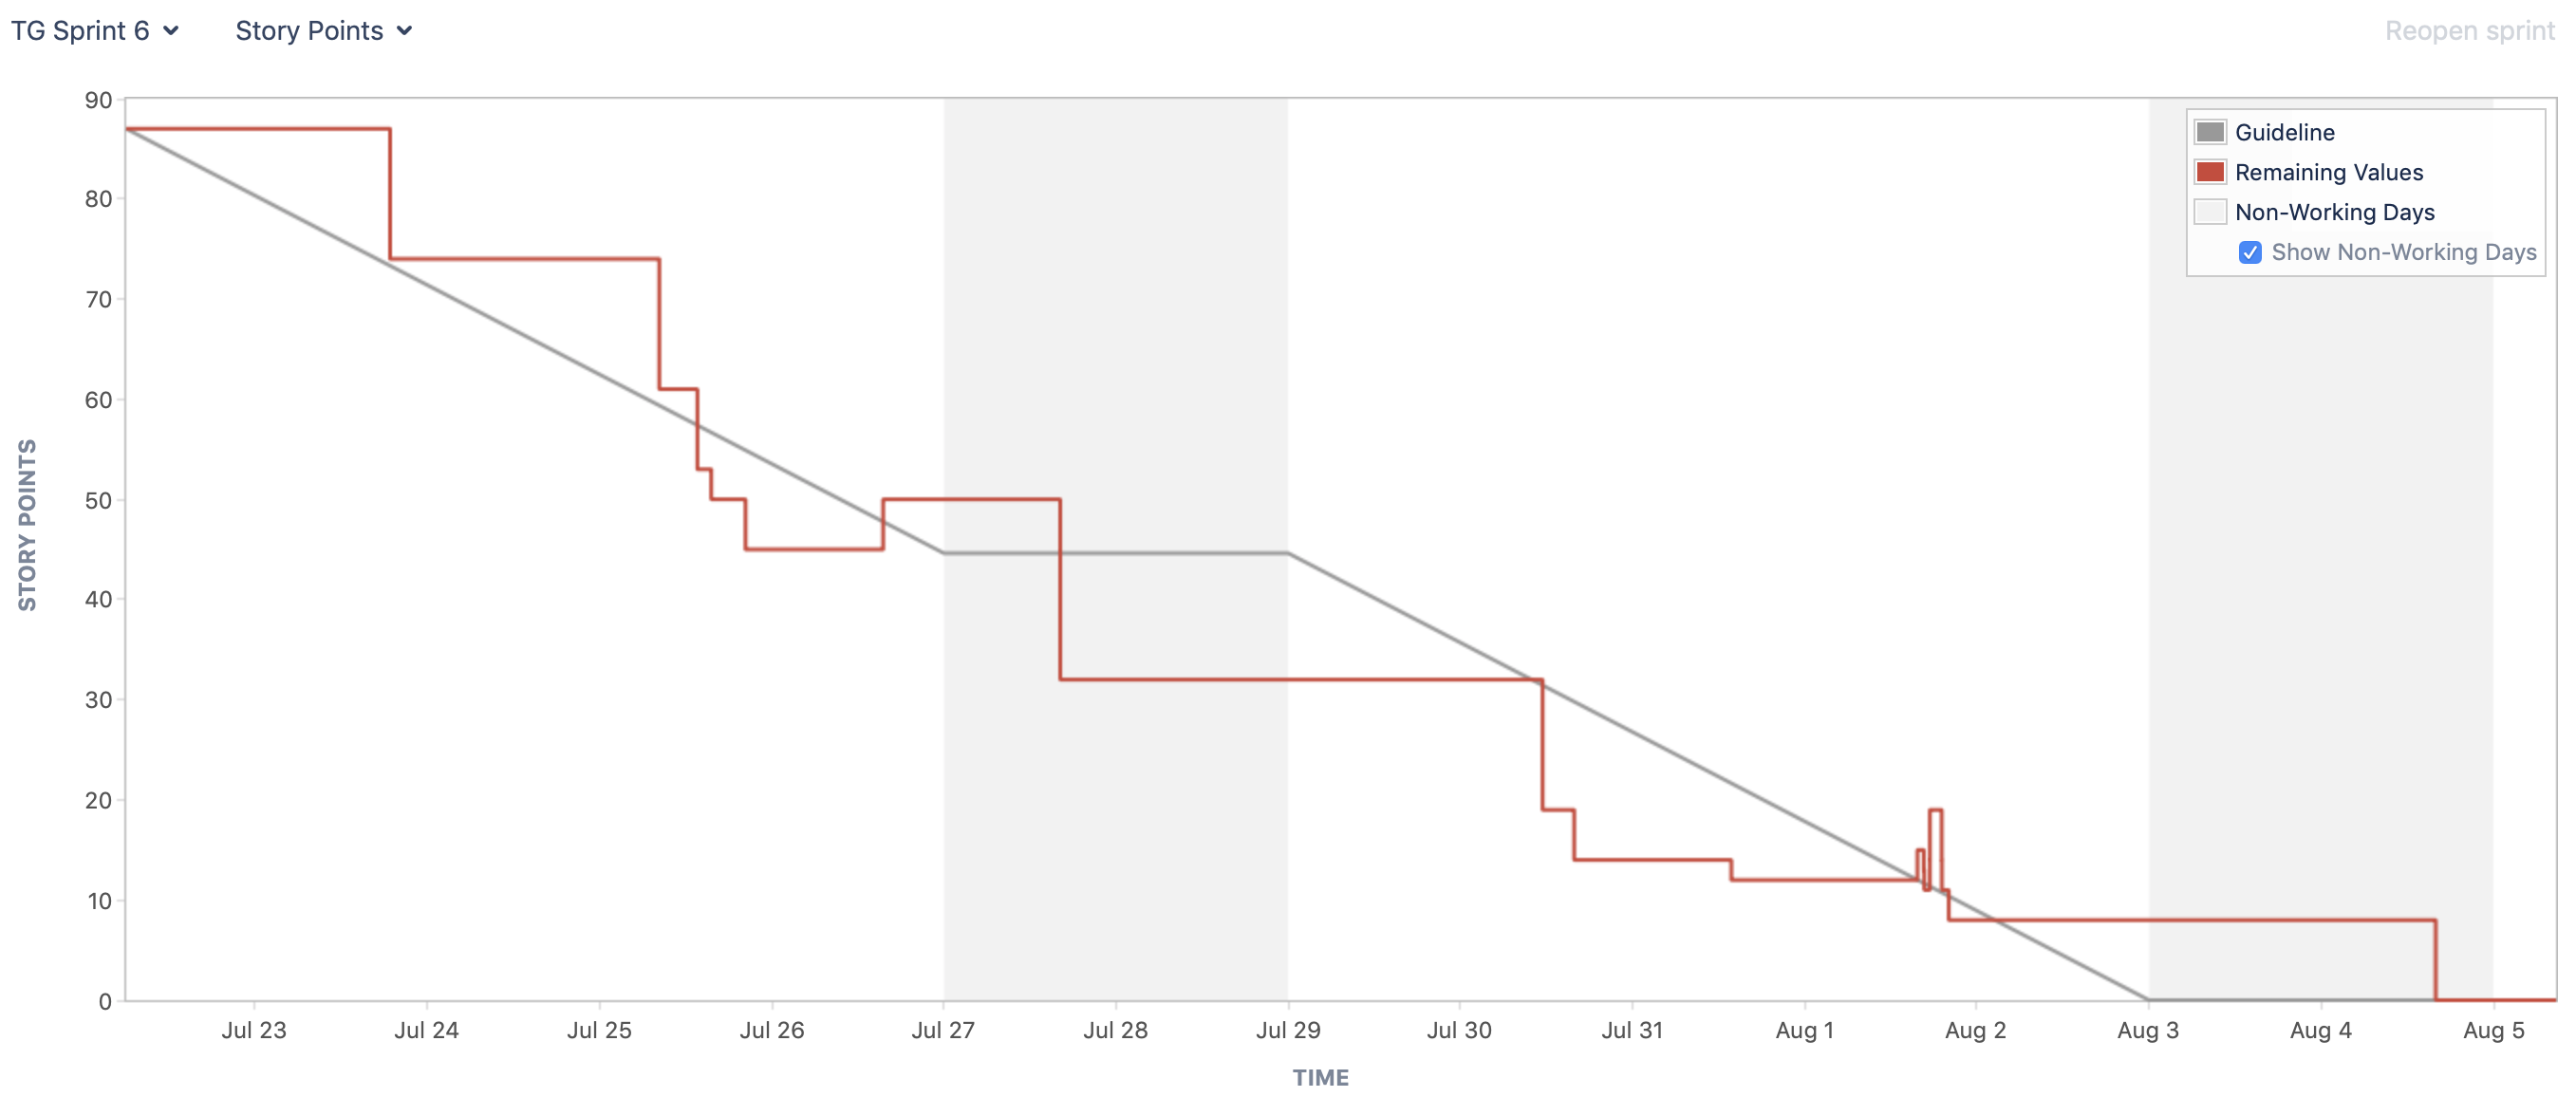 TG Sprint 6 Story Points Reopen sprint
90
80
70
60
50
40
30
20
10
0
STORY POINTS
Guideline
Remaining Values
Non-Working Days
Show Non-Working Days
Jul 23 Jul 24 Jul 25 Jul 26 Jul 27 Jul 28 Jul 29 Jul 30 Jul 31 Aug 1 Aug 2 Aug 3 Aug 4 Aug 5
TIME